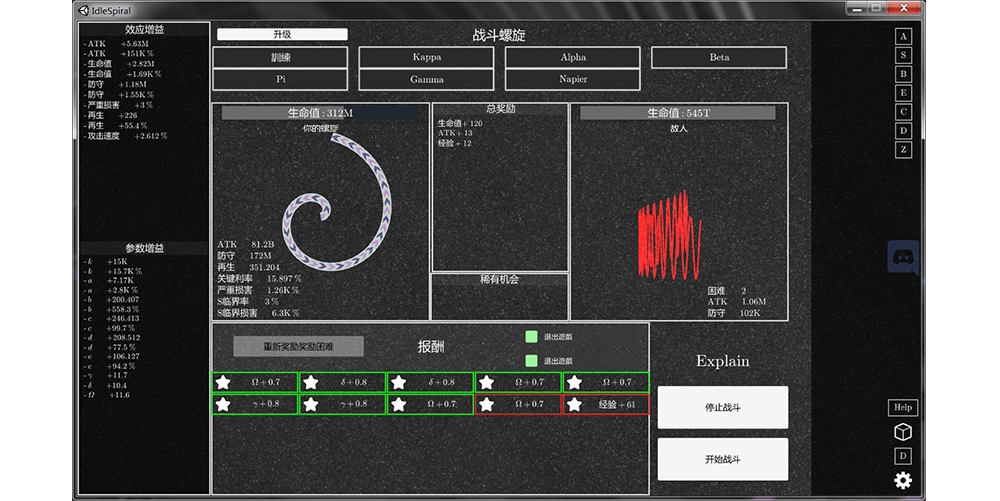 IdleSpiral
效应增益
- ATK +5.63M
- ATK +151K %
- 生命值 +2.82M
- 生命值 +1.69K %
- 防守 +1.18M
- 防守 +1.55K %
- 严重损害 +3 %
- 再生 +226
- 再生 +55.4 %
- 攻击速度 +2.612 %
参数增益
- k +15K
- k +15.7K %
- a +7.17K
- a +2.8K %
- b +200.407
- b +558.3 %
- c +246.413
- c +99.7 %
- d +208.512
- d +77.5 %
- e +106.127
- e +94.2 %
- γ +11.7
- δ +10.4
- Ω +11.6
升级
战斗螺旋
訓練 Kappa Alpha Beta
Pi Gamma Napier
生命值 : 312M
你的螺旋
ATK 81.2B
防守 172M
再生 351.204
关键利率 15.897 %
严重损害 1.26K %
S临界率 3 %
S临界损害 6.3K %
总奖励
生命值+ 120
ATK+ 13
经验+ 12
稀有机会
生命值 : 545T
敌人
困难 2
ATK 1.06M
防守 102K
重新奖励奖励困难
报酬
退出遊戲
退出遊戲
Ω + 0.7 δ + 0.8 δ + 0.8 Ω + 0.7 Ω + 0.7
γ + 0.8 γ + 0.8 Ω + 0.7 Ω + 0.7 经验 + 61
Explain
停止战斗
开始战斗
A
S
B
E
C
D
Z
Help
D